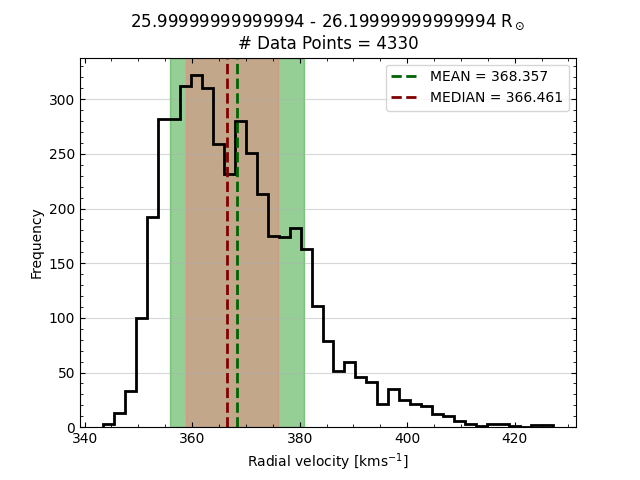 25.99999999999994 - 26.19999999999994 R⊙
# Data Points = 4330
MEAN = 368.357
MEDIAN = 366.461
Frequency
300
250
200
150
100
50
0
340 360 380 400 420
Radial velocity [kms⁻¹]